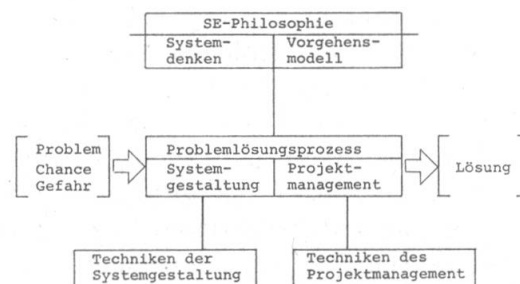 SE-Philosophie
System-
denken
Vorgehens-
modell
Problem
Chance
Gefahr
Problemlösungsprozess
System-
gestaltung
Projekt-
management
Lösung
Techniken der
Systemgestaltung
Techniken des
Projektmanagement